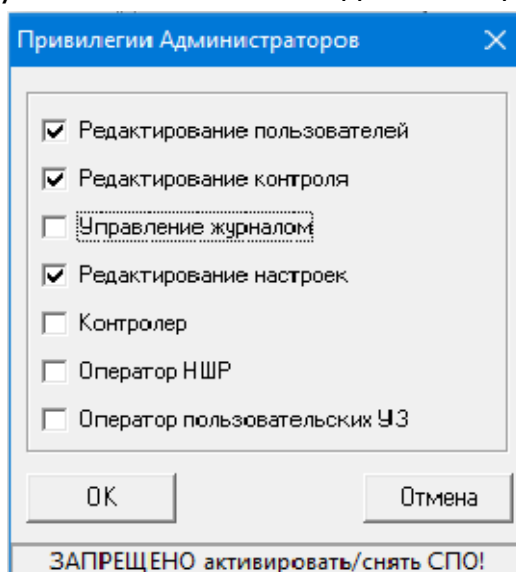 Привилегии Администраторов
Редактирование пользователей
Редактирование контроля
Управление журналом
Редактирование настроек
Контролер
Оператор НШР
Оператор пользовательских УЗ
ОК
Отмена
ЗАПРЕЩЕНО активировать/снять СПО!